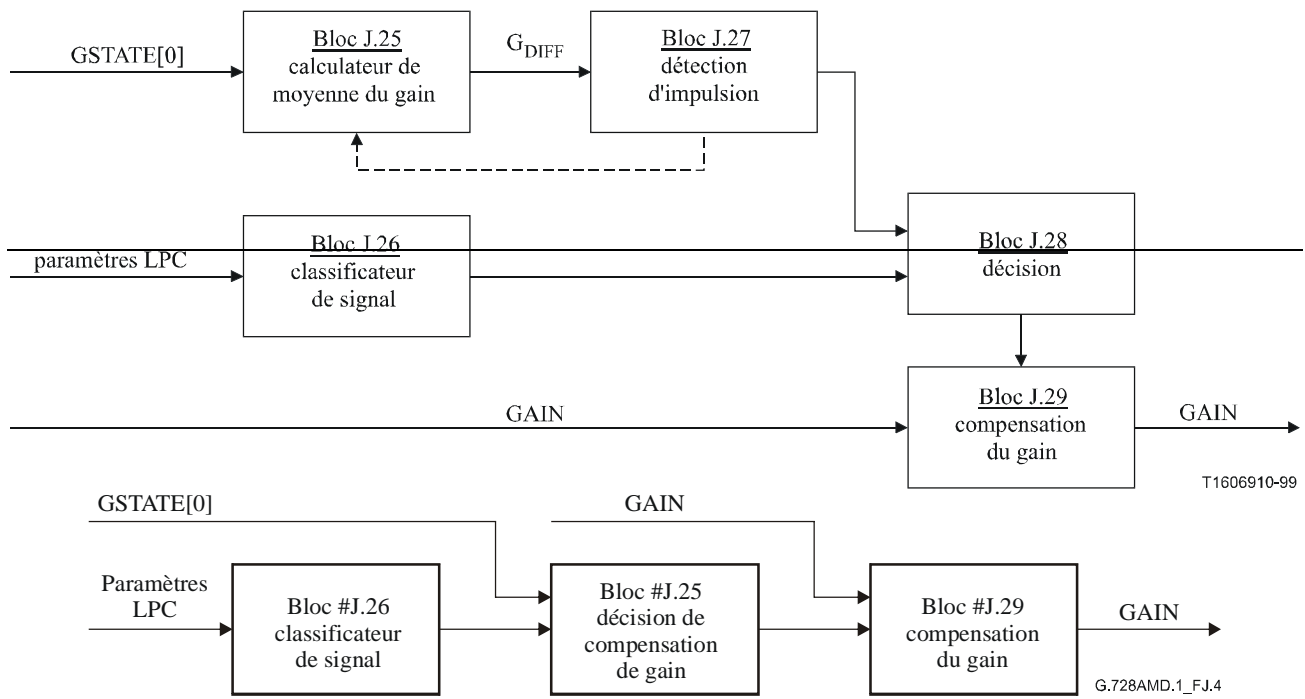 GSTATE[0]
Bloc J.25
calculateur de
moyenne du gain
G_DIFF
Bloc J.27
détection
d'impulsion
paramètres LPC
Bloc J.26
classificateur
de signal
Bloc J.28
décision
GAIN
Bloc J.29
compensation
du gain
GAIN
T1606910-99
GSTATE[0]
GAIN
Paramètres
LPC
Bloc #J.26
classificateur
de signal
Bloc #J.25
décision de
compensation
de gain
Bloc #J.29
compensation
du gain
GAIN
G.728AMD.1_FJ.4